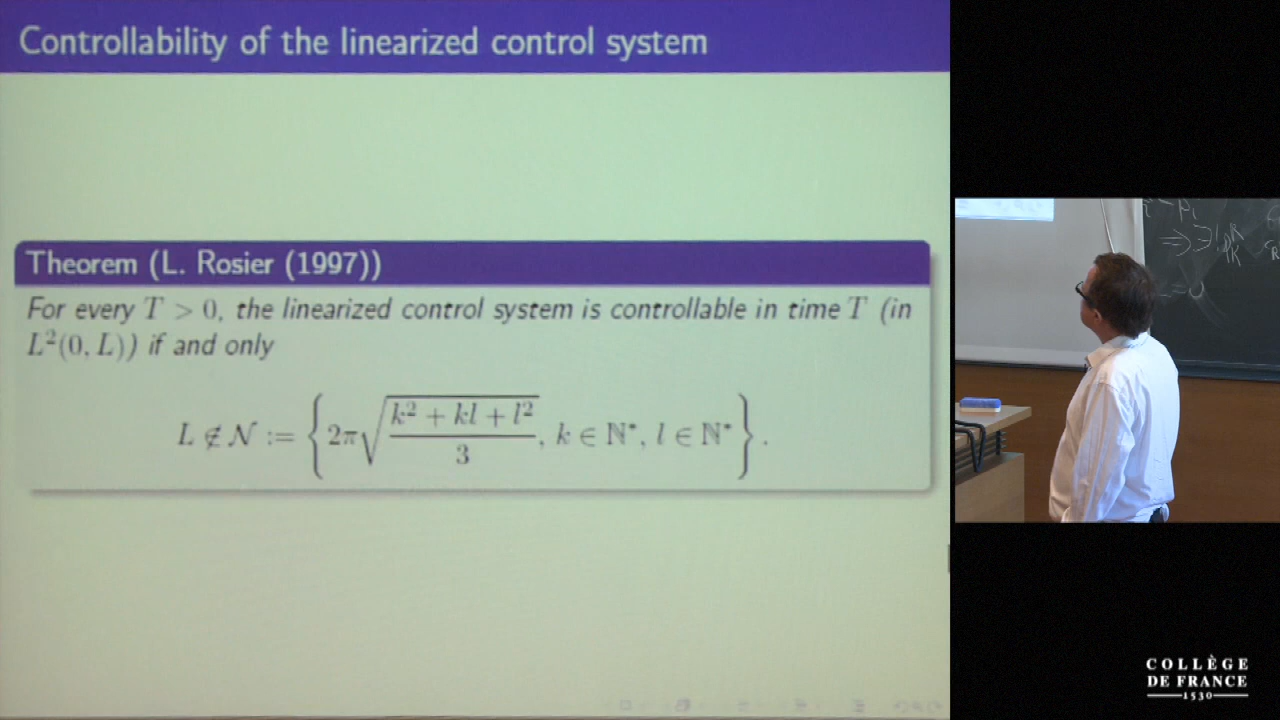 Controllability of the linearized control system
Theorem (L. Rosier (1997))
For every T > 0, the linearized control system is controllable in time T (in
L²(0, L)) if and only
L ∉ 𝒩 := { 2π √((k² + kl + l²)/3), k ∈ ℕ*, l ∈ ℕ* } .
COLLÈGE
DE FRANCE
1530